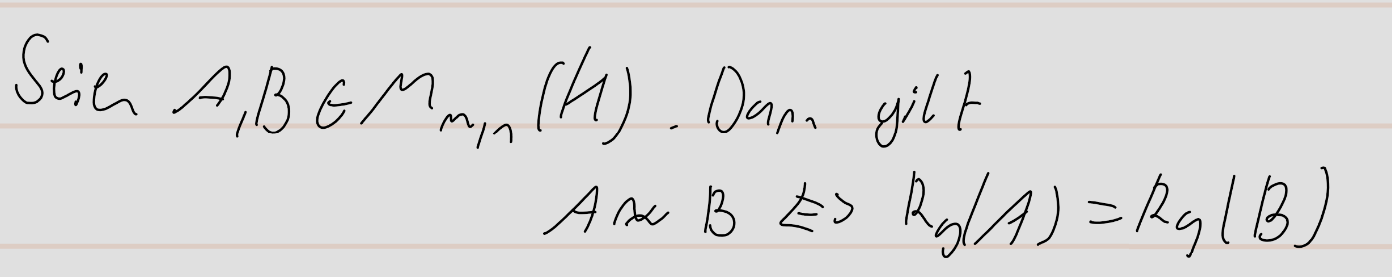 Seien A,B ∈ M_{m,n}(K). Dann gilt
A ~ B <=> Rg(A) = Rg(B)